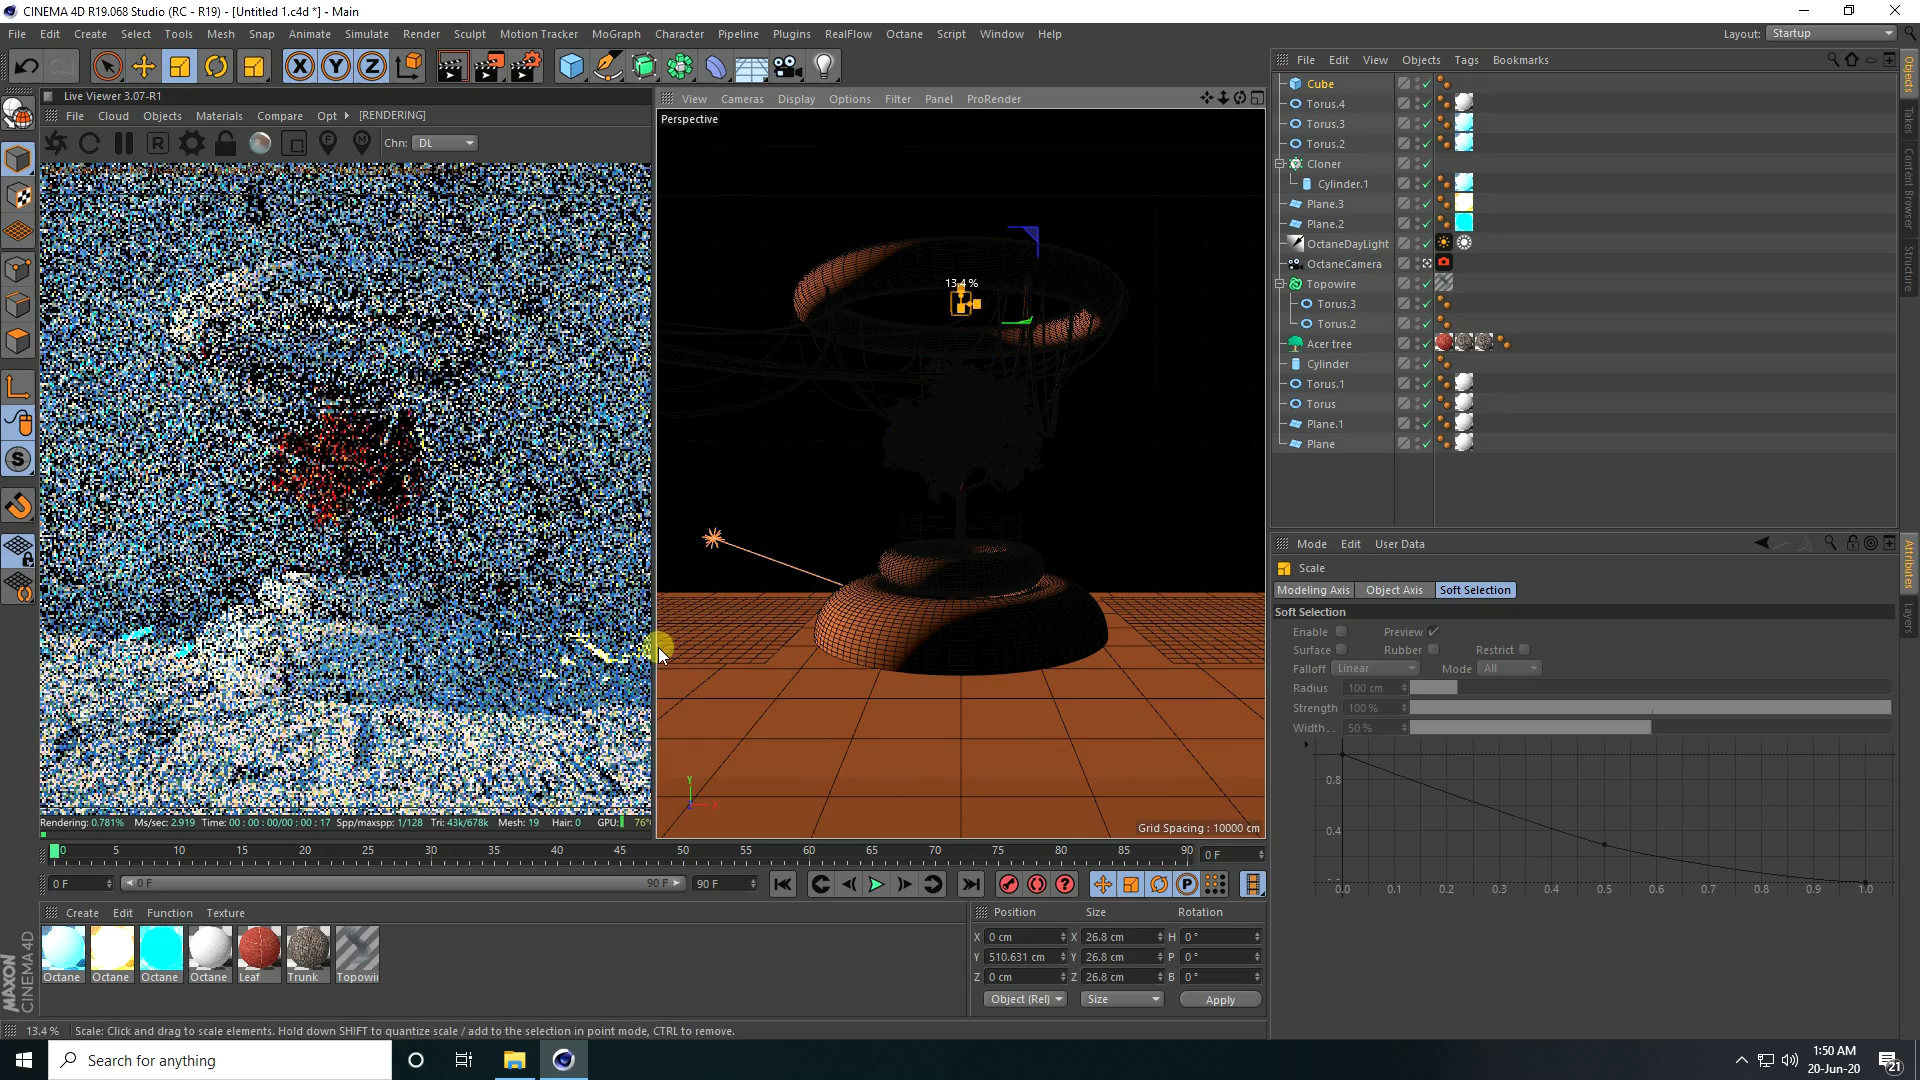 CINEMA 4D R19.068 Studio (RC - R19) - [Untitled 1.c4d *] - Main
File Edit Create Select Tools Mesh Snap Animate Simulate Render Sculpt Motion Tracker MoGraph Character Pipeline Plugins RealFlow Octane Script Window Help
Layout: Startup
File Edit View Objects Tags Bookmarks
Live Viewer 3.07-R1
File Cloud Objects Materials Compare Opt [RENDERING]
Chn: DL
View Cameras Display Options Filter Panel ProRender
Perspective
13.4 %
Grid Spacing : 10000 cm
Cube
Torus.4
Torus.3
Torus.2
Cloner
Cylinder.1
Plane.3
Plane.2
OctaneDayLight
OctaneCamera
Topowire
Torus.3
Torus.2
Acer tree
Cylinder
Torus.1
Torus
Plane.1
Plane
Objects
Takes
Content Browser
Structure
Mode Edit User Data
Scale
Modeling Axis Object Axis Soft Selection
Soft Selection
Enable Preview
Surface Rubber Restrict
Falloff Linear Mode All
Radius 100 cm
Strength 100 %
Width. . 50 %
0.8
0.4
0.0 0.1 0.2 0.3 0.4 0.5 0.6 0.7 0.8 0.9 1.0
Attributes
Layers
Rendering: 0.781% Ms/sec: 2.919 Time: 00 : 00 : 00/00 : 00 : 17 Spp/maxspp: 1/128 Tri: 43k/678k Mesh: 19 Hair: 0 GPU: 76°
0 5 10 15 20 25 30 35 40 45 50 55 60 65 70 75 80 85 90 0 F
0 F 0 F 90 F 90 F
Create Edit Function Texture
Octane Octane Octane Octane Leaf Trunk Topowii
Position Size Rotation
X 0 cm X 26.8 cm H 0 °
Y 510.631 cm Y 26.8 cm P 0 °
Z 0 cm Z 26.8 cm B 0 °
Object (Rel) Size Apply
MAXON
CINEMA 4D
13.4 % Scale: Click and drag to scale elements. Hold down SHIFT to quantize scale / add to the selection in point mode, CTRL to remove.
Search for anything
1:50 AM
20-Jun-20
21